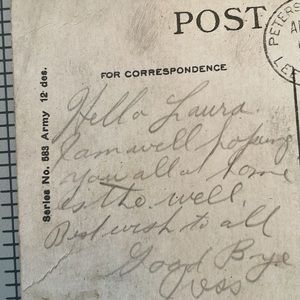 POST
PETERS
FOR CORRESPONDENCE
Series No. 583 Army 12 des.
Hello Laura.
I am well hoping
you all at home
is the well.
Best wish to all
Good Bye